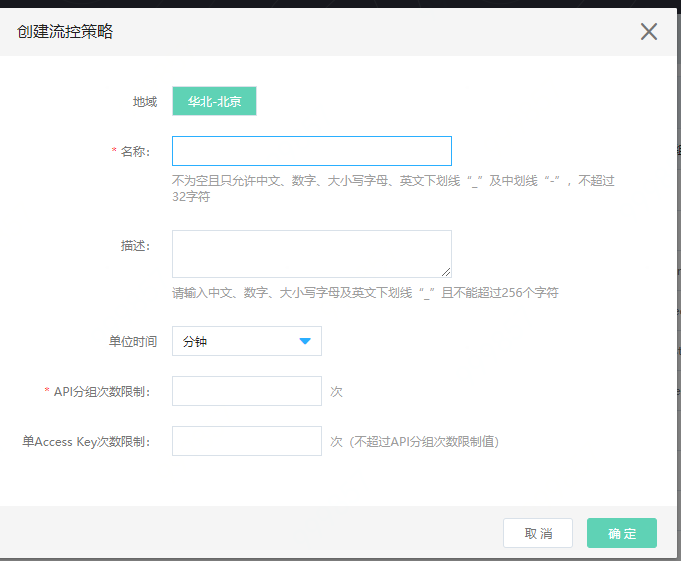 创建流控策略
地域 华北-北京
* 名称：
不为空且只允许中文、数字、大小写字母、英文下划线“_”及中划线“-”，不超过
32字符
描述：
请输入中文、数字、大小写字母及英文下划线“_”且不能超过256个字符
单位时间 分钟
* API分组次数限制： 次
单Access Key次数限制： 次（不超过API分组次数限制值）
取消 确定